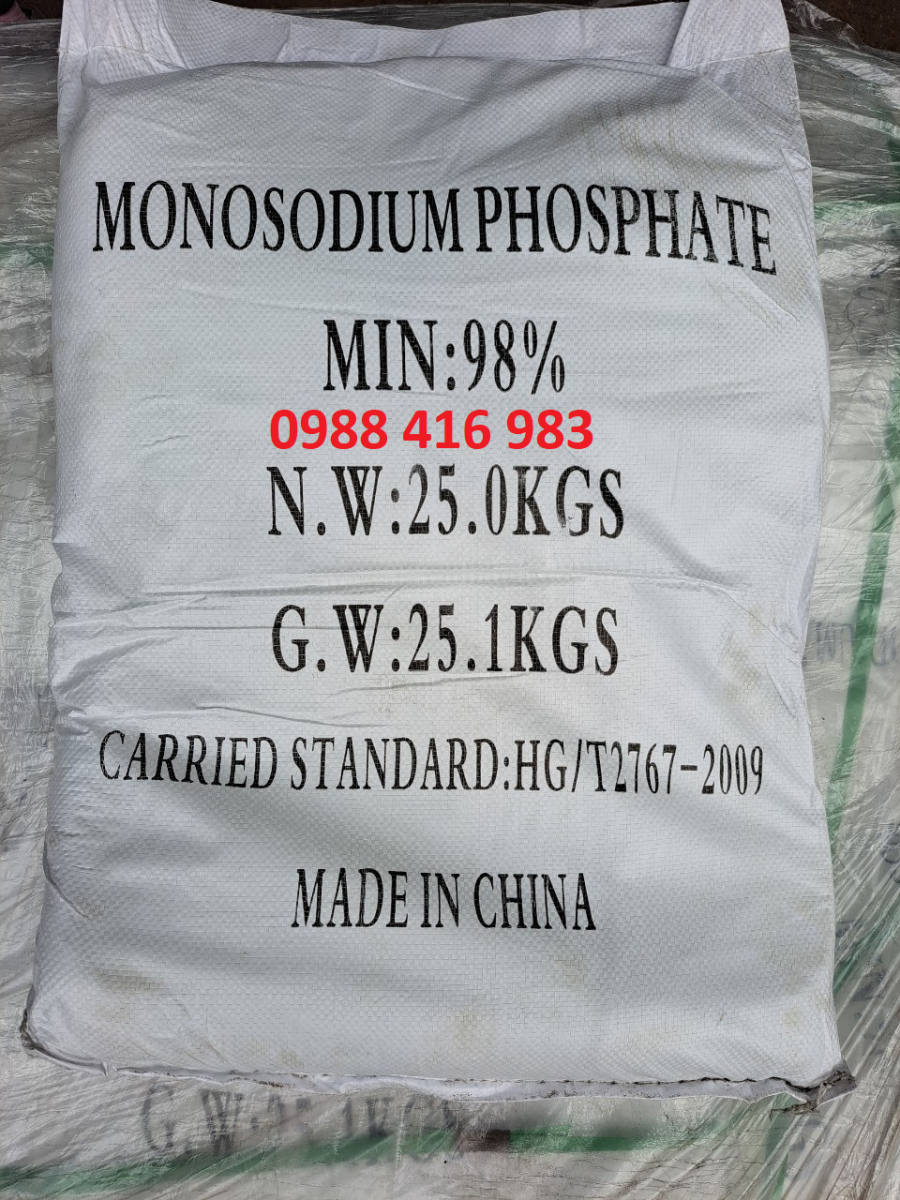 MONOSODIUM PHOSPHATE
MIN:98%
0988 416 983
N.W:25.0KGS
G.W:25.1KGS
CARRIED STANDARD:HG/T2767-2009
MADE IN CHINA